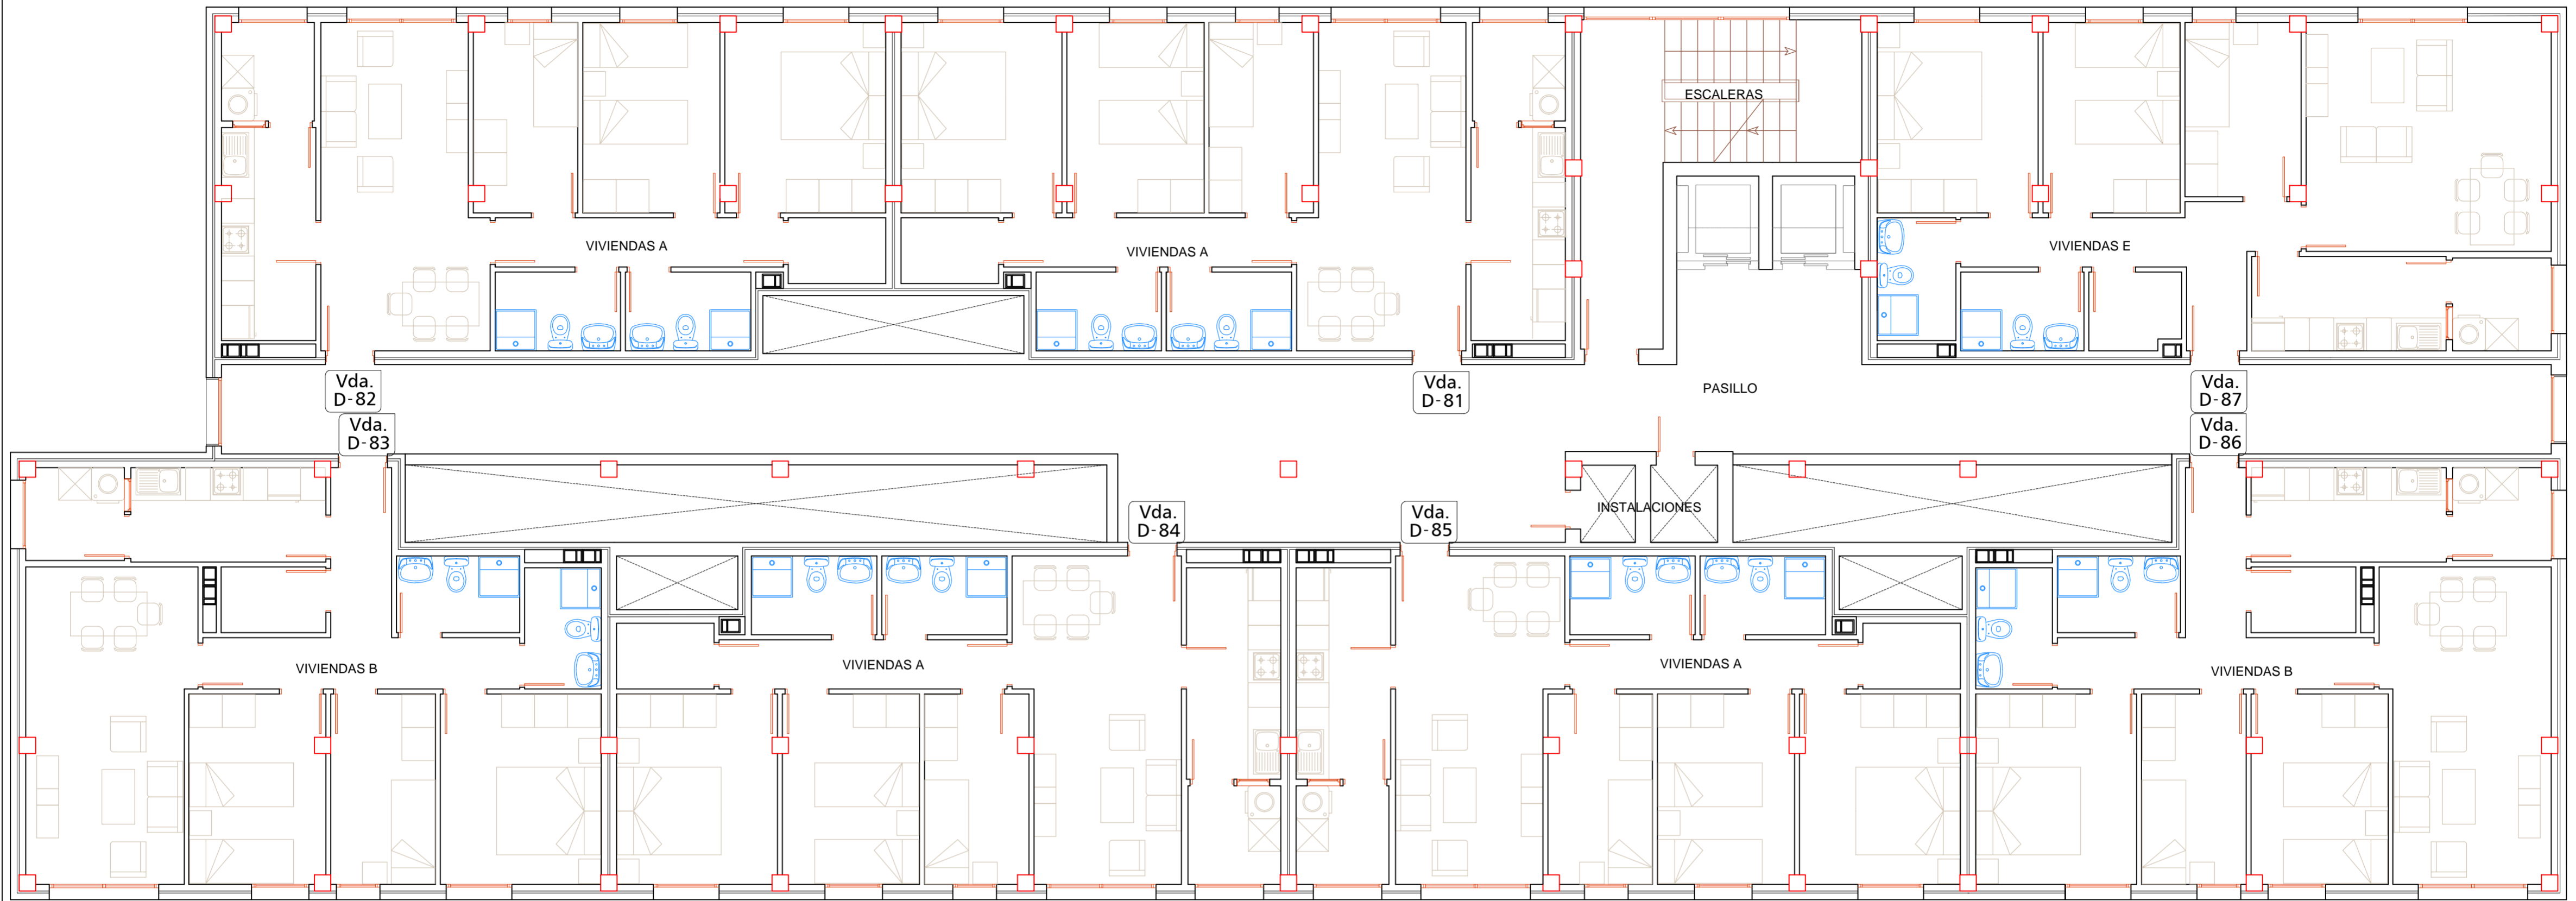 ESCALERAS
VIVIENDAS A
VIVIENDAS A
VIVIENDAS E
Vda.
D-82
Vda.
D-81
PASILLO
Vda.
D-87
Vda.
D-83
Vda.
D-86
Vda.
D-84
Vda.
D-85
INSTALACIONES
VIVIENDAS B
VIVIENDAS A
VIVIENDAS A
VIVIENDAS B